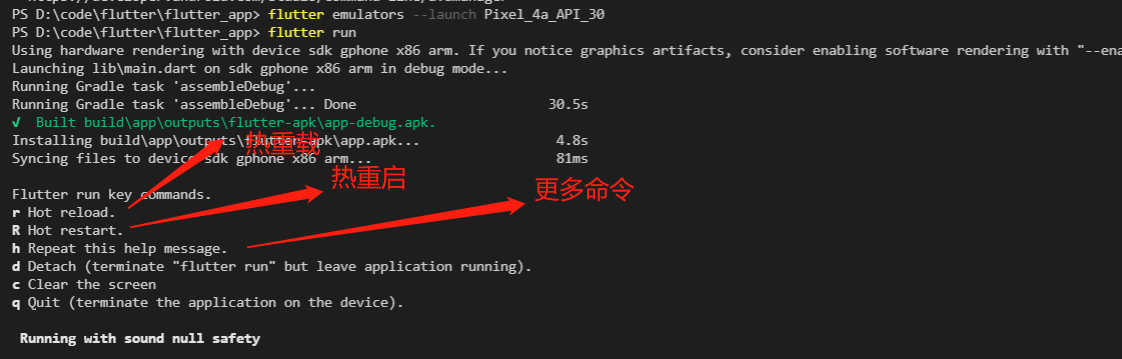 PS D:\code\flutter\flutter_app> flutter emulators --launch Pixel_4a_API_30
PS D:\code\flutter\flutter_app> flutter run
Using hardware rendering with device sdk gphone x86 arm. If you notice graphics artifacts, consider enabling software rendering with "--ena
Launching lib\main.dart on sdk gphone x86 arm in debug mode...
Running Gradle task 'assembleDebug'...
Running Gradle task 'assembleDebug'... Done 30.5s
√ Built build\app\outputs\flutter-apk\app-debug.apk.
Installing build\app\outputs\flutter-apk\app.apk... 4.8s
热重载
Syncing files to device sdk gphone x86 arm... 81ms
热重启
更多命令
Flutter run key commands.
r Hot reload.
R Hot restart.
h Repeat this help message.
d Detach (terminate "flutter run" but leave application running).
c Clear the screen
q Quit (terminate the application on the device).
Running with sound null safety